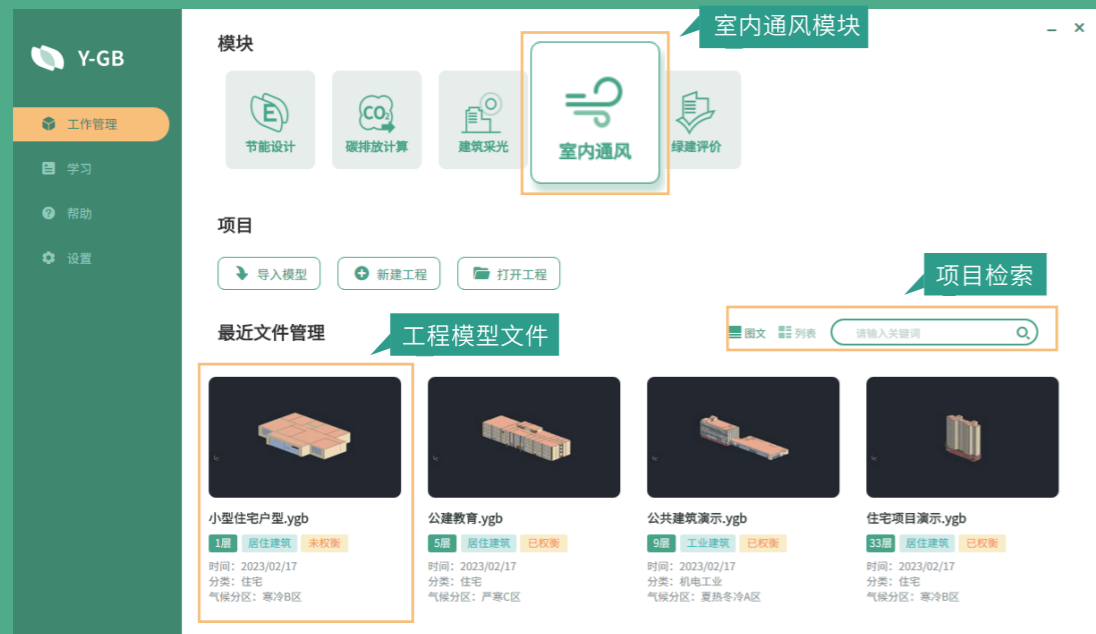 室内通风模块
Y-GB
模块
节能设计
CO₂
碳排放计算
建筑采光
室内通风
绿建评价
工作管理
学习
帮助
设置
项目
导入模型
新建工程
打开工程
项目检索
最近文件管理
工程模型文件
图文 列表 请输入关键词
小型住宅户型.ygb
1层 居住建筑 未权衡
时间：2023/02/17
分类：住宅
气候分区：寒冷B区
公建教育.ygb
5层 居住建筑 已权衡
时间：2023/02/17
分类：住宅
气候分区：严寒C区
公共建筑演示.ygb
9层 工业建筑 已权衡
时间：2023/02/17
分类：机电工业
气候分区：夏热冬冷A区
住宅项目演示.ygb
33层 居住建筑 已权衡
时间：2023/02/17
分类：住宅
气候分区：寒冷B区